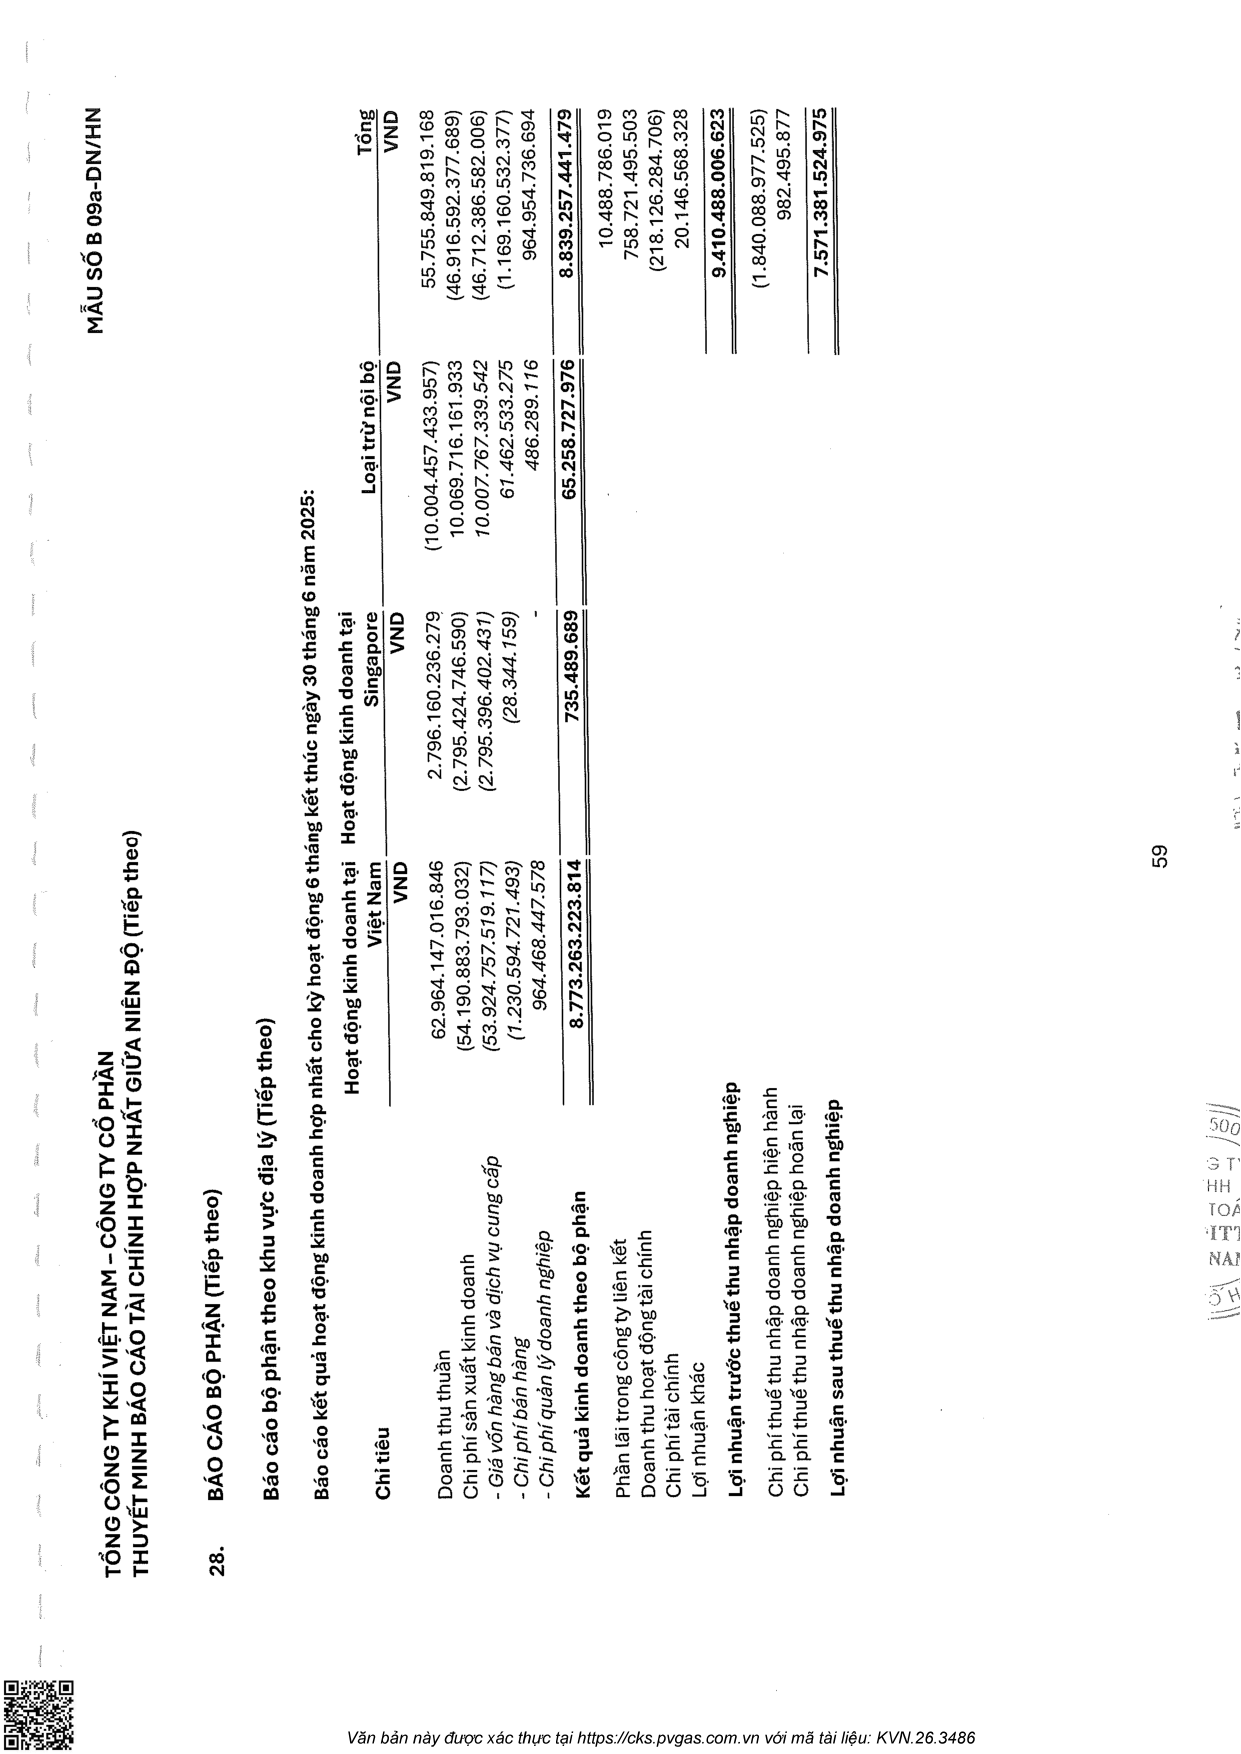 TỔNG CÔNG TY KHÍ VIỆT NAM – CÔNG TY CỔ PHẦN MẪU SỐ B 09a-DN/HN
THUYẾT MINH BÁO CÁO TÀI CHÍNH HỢP NHẤT GIỮA NIÊN ĐỘ (Tiếp theo)
28. BÁO CÁO BỘ PHẬN (Tiếp theo)
Báo cáo bộ phận theo khu vực địa lý (Tiếp theo)
Báo cáo kết quả hoạt động kinh doanh hợp nhất cho kỳ hoạt động 6 tháng kết thúc ngày 30 tháng 6 năm 2025:
Hoạt động kinh doanh tại Hoạt động kinh doanh tại
Chỉ tiêu Việt Nam Singapore Loại trừ nội bộ Tổng
VND VND VND VND
Doanh thu thuần 62.964.147.016.846 2.796.160.236.279 (10.004.457.433.957) 55.755.849.819.168
Chi phí sản xuất kinh doanh (54.190.883.793.032) (2.795.424.746.590) 10.069.716.161.933 (46.916.592.377.689)
- Giá vốn hàng bán và dịch vụ cung cấp (53.924.757.519.117) (2.795.396.402.431) 10.007.767.339.542 (46.712.386.582.006)
- Chi phí bán hàng (1.230.594.721.493) (28.344.159) 61.462.533.275 (1.169.160.532.377)
- Chi phí quản lý doanh nghiệp 964.468.447.578 - 486.289.116 964.954.736.694
Kết quả kinh doanh theo bộ phận 8.773.263.223.814 735.489.689 65.258.727.976 8.839.257.441.479
Phần lãi trong công ty liên kết 10.488.786.019
Doanh thu hoạt động tài chính 758.721.495.503
Chi phí tài chính (218.126.284.706)
Lợi nhuận khác 20.146.568.328
Lợi nhuận trước thuế thu nhập doanh nghiệp 9.410.488.006.623
Chi phí thuế thu nhập doanh nghiệp hiện hành (1.840.088.977.525)
Chi phí thuế thu nhập doanh nghiệp hoãn lại 982.495.877
Lợi nhuận sau thuế thu nhập doanh nghiệp 7.571.381.524.975
59
Văn bản này được xác thực tại https://cks.pvgas.com.vn với mã tài liệu: KVN.26.3486